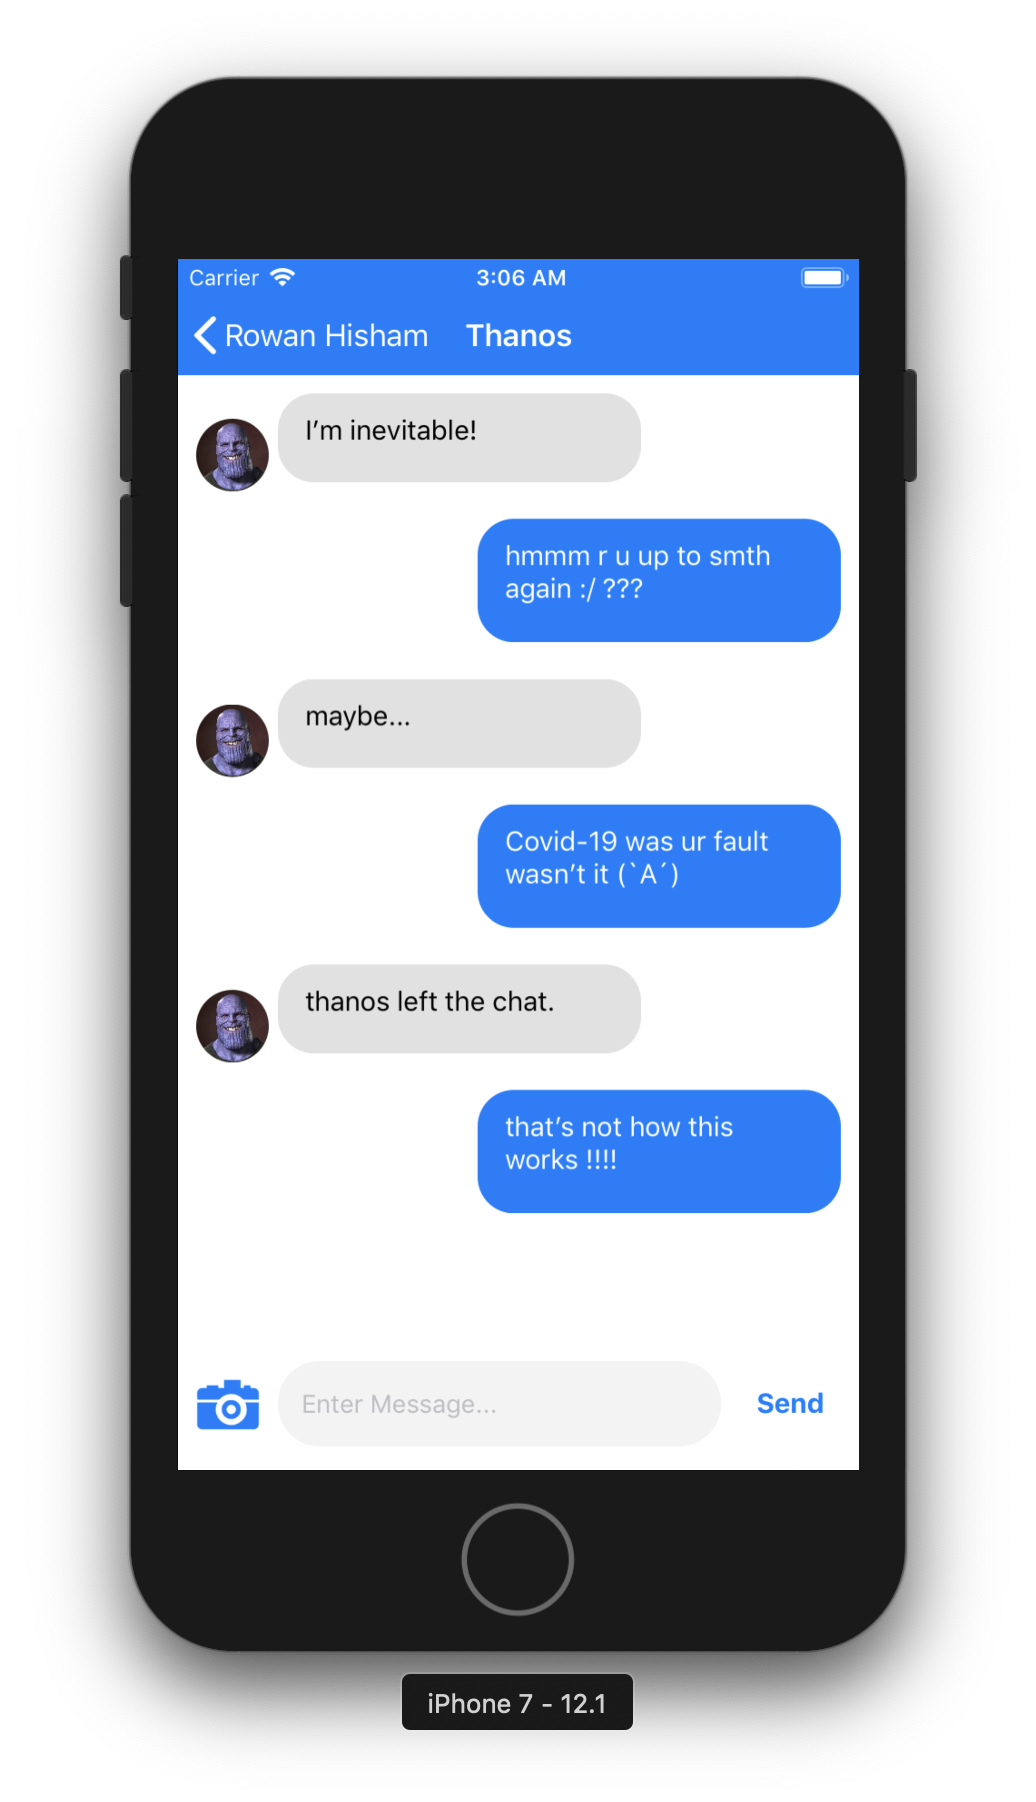 Carrier 3:06 AM
Rowan Hisham Thanos
I’m inevitable!
hmmm r u up to smth
again :/ ???
maybe...
Covid-19 was ur fault
wasn’t it (`A´)
thanos left the chat.
that’s not how this
works !!!!
Enter Message... Send
iPhone 7 - 12.1